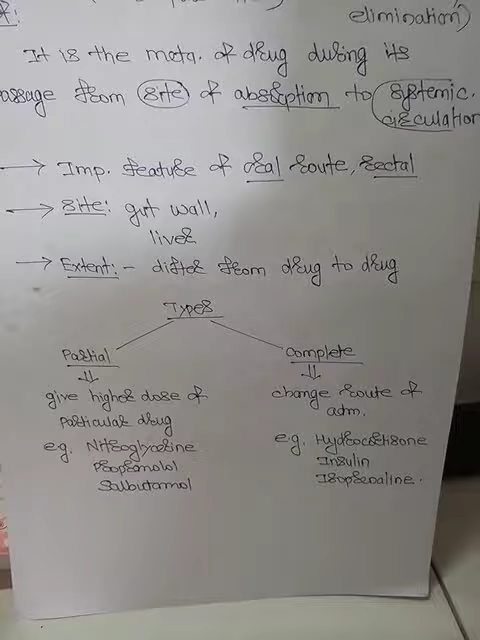 elimination)
It is the meta. of drug during its
assage from site of absorption to systemic
circulation
→ Imp. feature of oral route, rectal
→ Site: gut wall,
liver
→ Extent:- differ from drug to drug
Types
Partial
Complete
⇓
⇓
give higher dose of
particular drug
change route of
adm.
e.g. Nitroglycerine
Propranolol
Salbutamol
e.g. Hydrocortisone
Insulin
Isoprenaline.